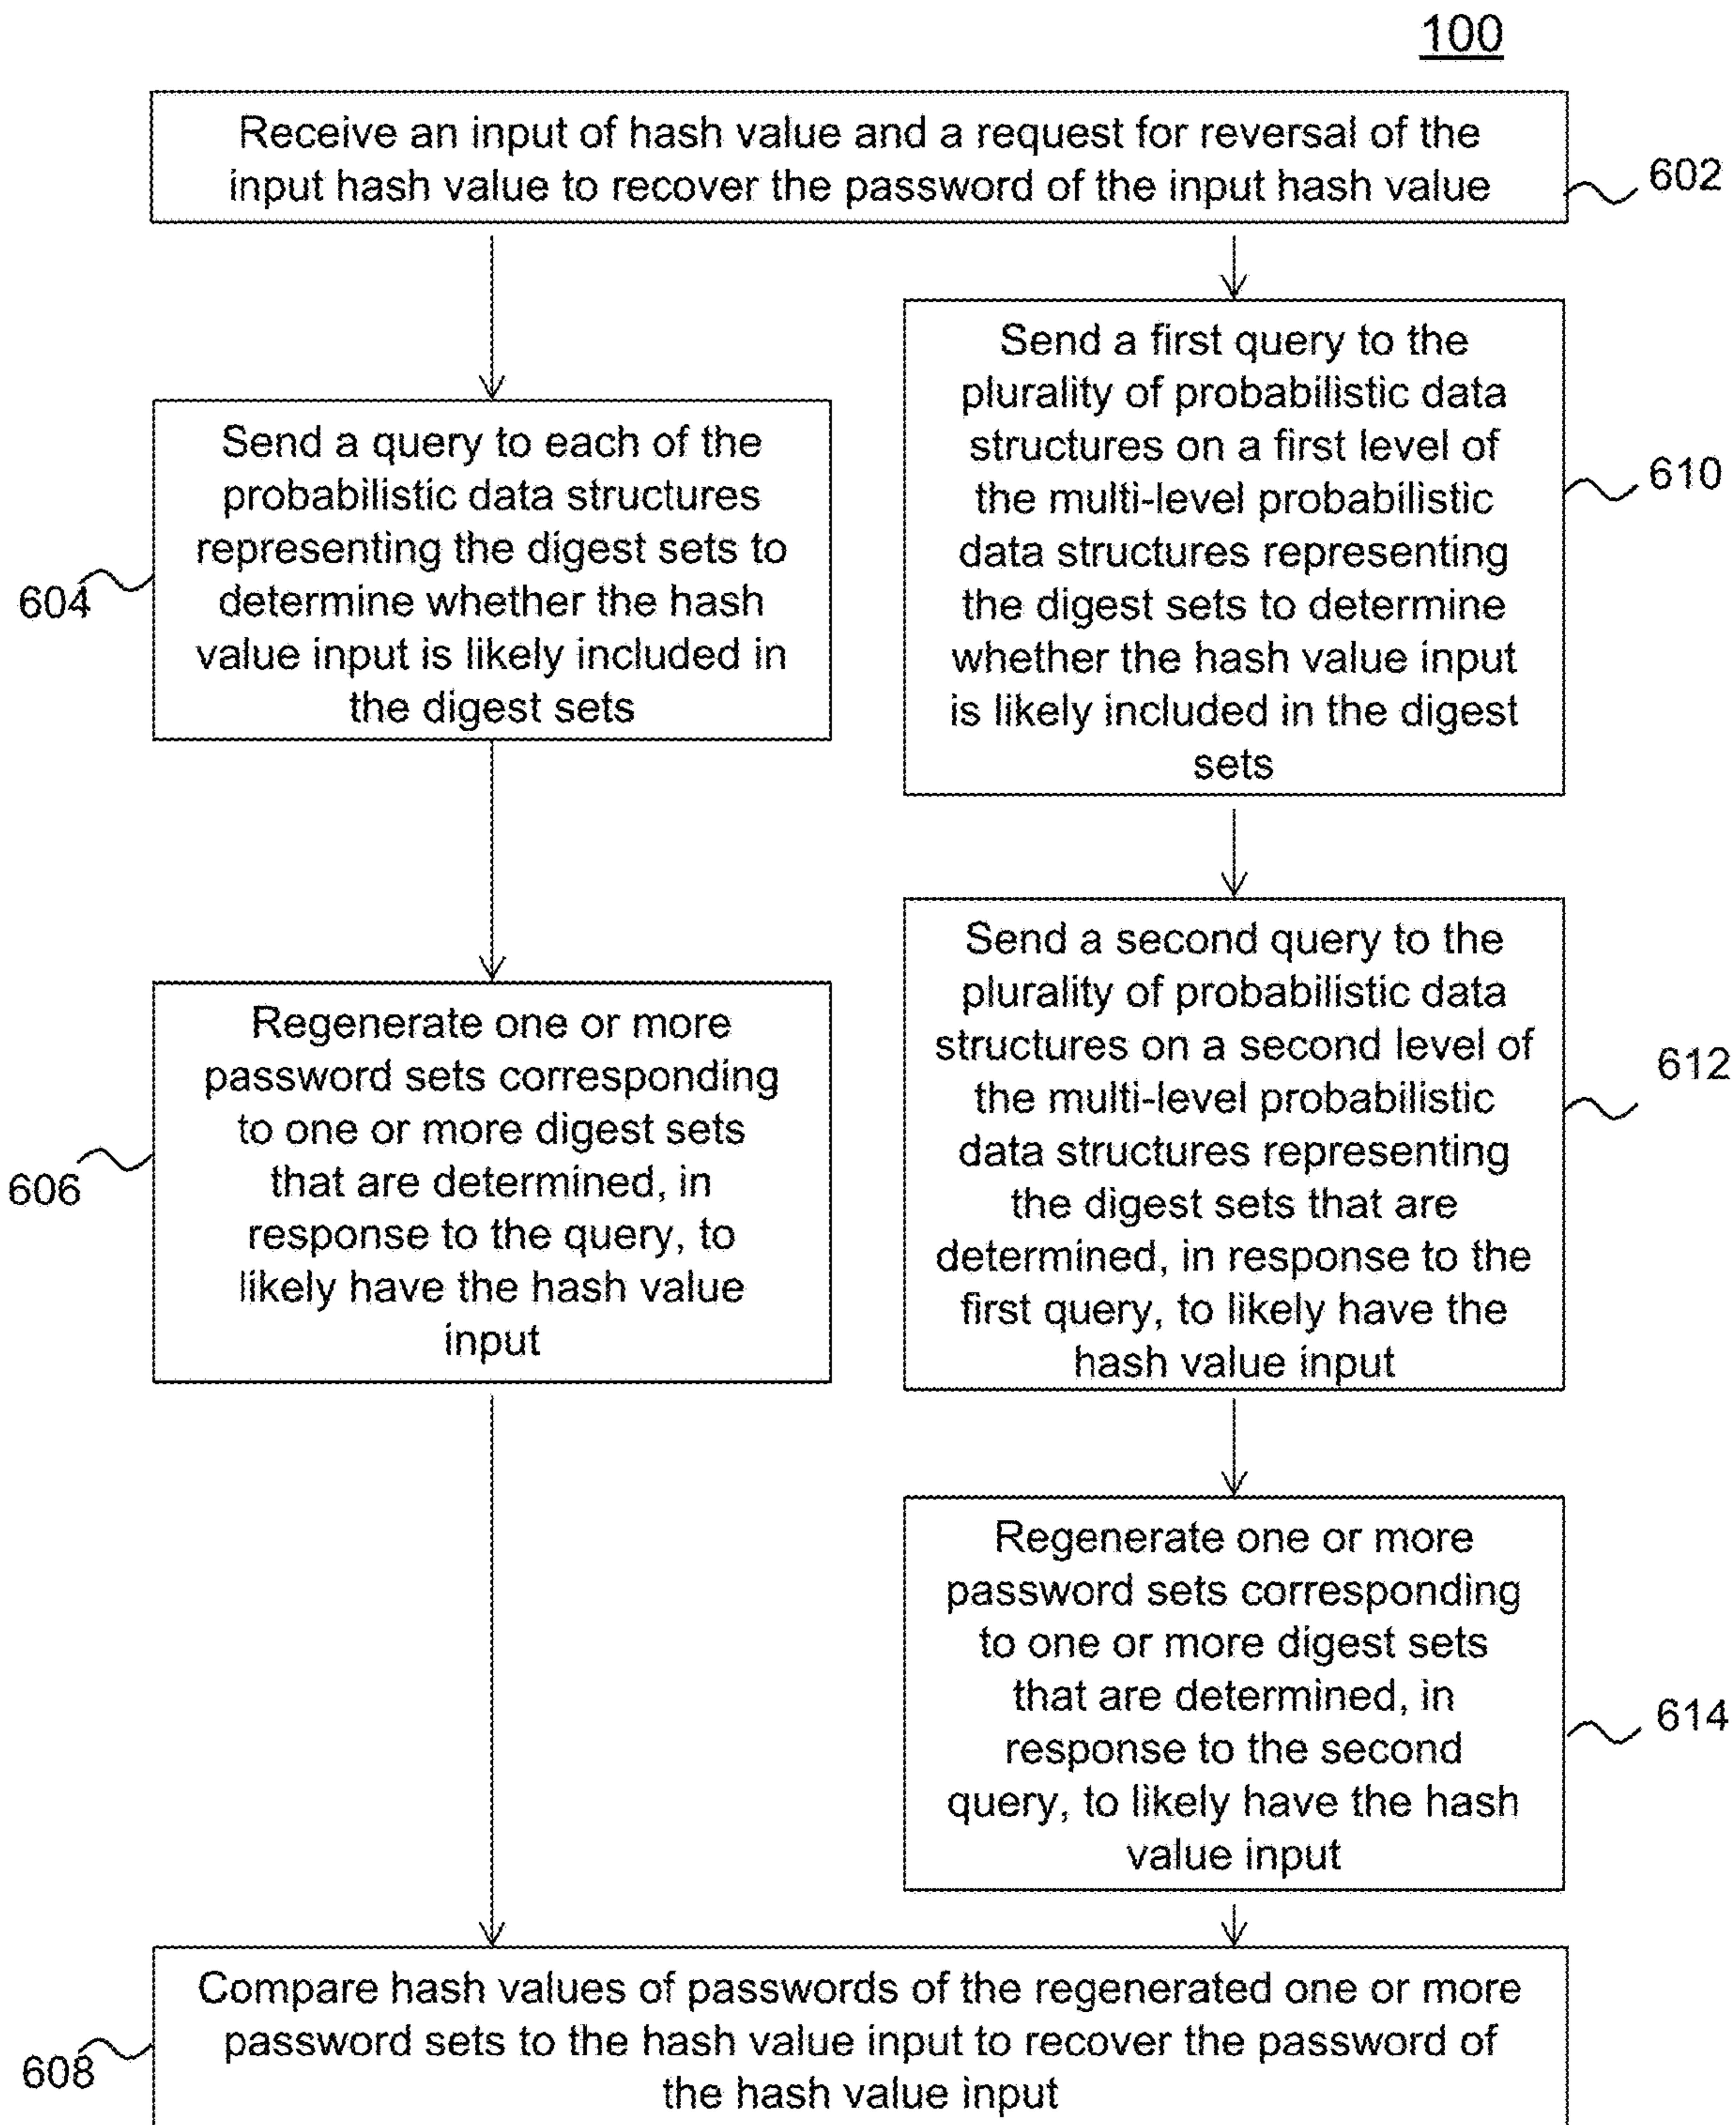 100
Receive an input of hash value and a request for reversal of the
input hash value to recover the password of the input hash value
602
Send a query to each of the
probabilistic data structures
representing the digest sets to
determine whether the hash
value input is likely included in
the digest sets
604
Send a first query to the
plurality of probabilistic data
structures on a first level of
the multi-level probabilistic
data structures representing
the digest sets to determine
whether the hash value input
is likely included in the digest
sets
610
Regenerate one or more
password sets corresponding
to one or more digest sets
that are determined, in
response to the query, to
likely have the hash value
input
606
Send a second query to the
plurality of probabilistic data
structures on a second level of
the multi-level probabilistic
data structures representing
the digest sets that are
determined, in response to the
first query, to likely have the
hash value input
612
Regenerate one or more
password sets corresponding
to one or more digest sets
that are determined, in
response to the second
query, to likely have the hash
value input
614
Compare hash values of passwords of the regenerated one or more
password sets to the hash value input to recover the password of
the hash value input
608